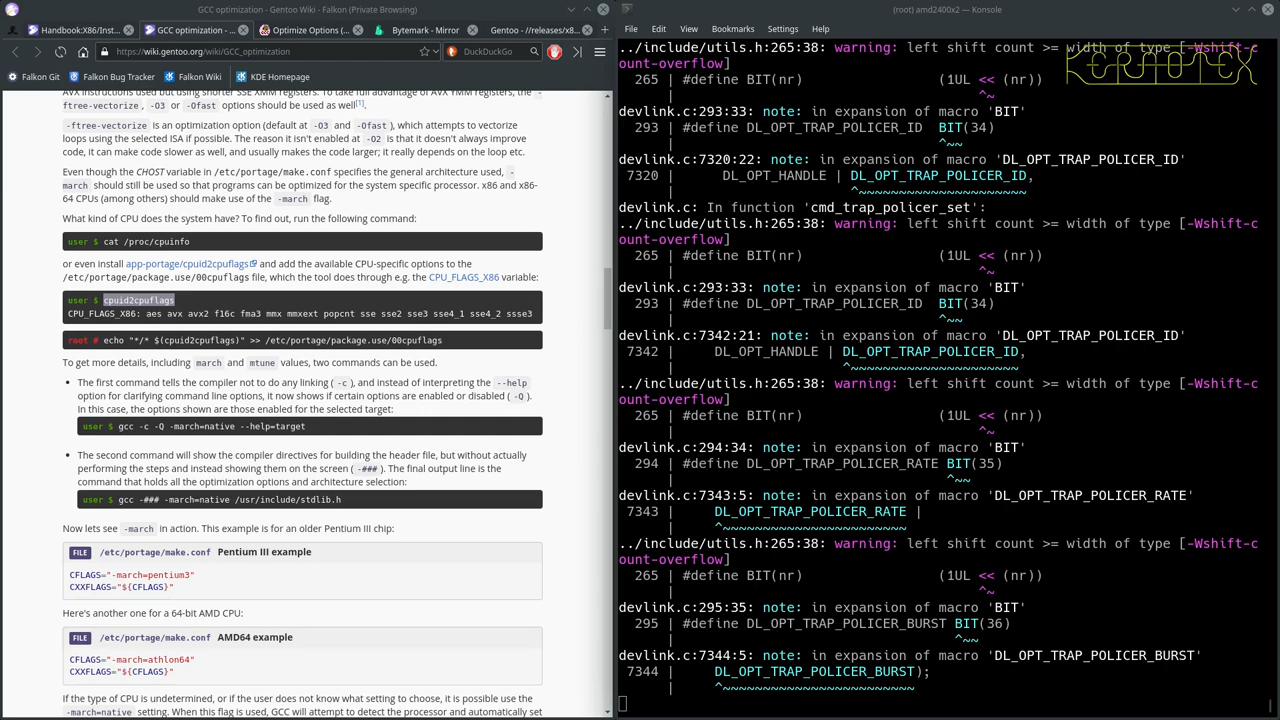 GCC optimization - Gentoo Wiki - Falkon (Private Browsing)
Handbook:X86/Inst...
GCC optimization - ...
Optimize Options (...
Bytemark - Mirror
Gentoo - /releases/x8...
https://wiki.gentoo.org/wiki/GCC_optimization
DuckDuckGo
Falkon Git
Falkon Bug Tracker
Falkon Wiki
KDE Homepage
AVX instructions used but using shorter SSE XMM registers. To take full advantage of AVX YMM registers, the -
ftree-vectorize, -O3 or -Ofast options should be used as well[1].
-ftree-vectorize is an optimization option (default at -O3 and -Ofast), which attempts to vectorize
loops using the selected ISA if possible. The reason it isn't enabled at -O2 is that it doesn't always improve
code, it can make code slower as well, and usually makes the code larger; it really depends on the loop etc.
Even though the CHOST variable in /etc/portage/make.conf specifies the general architecture used, -
march should still be used so that programs can be optimized for the system specific processor. x86 and x86-
64 CPUs (among others) should make use of the -march flag.
What kind of CPU does the system have? To find out, run the following command:
user $ cat /proc/cpuinfo
or even install app-portage/cpuid2cpuflags and add the available CPU-specific options to the
/etc/portage/package.use/00cpuflags file, which the tool does through e.g. the CPU_FLAGS_X86 variable:
user $ cpuid2cpuflags
CPU_FLAGS_X86: aes avx avx2 f16c fma3 mmx mmxext popcnt sse sse2 sse3 sse4_1 sse4_2 ssse3
root # echo "*/* $(cpuid2cpuflags)" >> /etc/portage/package.use/00cpuflags
To get more details, including march and mtune values, two commands can be used.
The first command tells the compiler not to do any linking (-c), and instead of interpreting the --help
option for clarifying command line options, it now shows if certain options are enabled or disabled (-Q).
In this case, the options shown are those enabled for the selected target:
user $ gcc -c -Q -march=native --help=target
The second command will show the compiler directives for building the header file, but without actually
performing the steps and instead showing them on the screen (-###). The final output line is the
command that holds all the optimization options and architecture selection:
user $ gcc -### -march=native /usr/include/stdlib.h
Now lets see -march in action. This example is for an older Pentium III chip:
FILE /etc/portage/make.conf Pentium III example
CFLAGS="-march=pentium3"
CXXFLAGS="${CFLAGS}"
Here's another one for a 64-bit AMD CPU:
FILE /etc/portage/make.conf AMD64 example
CFLAGS="-march=athlon64"
CXXFLAGS="${CFLAGS}"
If the type of CPU is undetermined, or if the user does not know what setting to choose, it is possible use the
-march=native setting. When this flag is used, GCC will attempt to detect the processor and automatically set
(root) amd2400x2 — Konsole
File Edit View Bookmarks Settings Help
KERNOTEX
../include/utils.h:265:38: warning: left shift count >= width of type [-Wshift-c
ount-overflow]
265 | #define BIT(nr) (1UL << (nr))
| ^~
devlink.c:293:33: note: in expansion of macro 'BIT'
293 | #define DL_OPT_TRAP_POLICER_ID BIT(34)
| ^~~
devlink.c:7320:22: note: in expansion of macro 'DL_OPT_TRAP_POLICER_ID'
7320 | DL_OPT_HANDLE | DL_OPT_TRAP_POLICER_ID,
| ^~~~~~~~~~~~~~~~~~~~~~
devlink.c: In function 'cmd_trap_policer_set':
../include/utils.h:265:38: warning: left shift count >= width of type [-Wshift-c
ount-overflow]
265 | #define BIT(nr) (1UL << (nr))
| ^~
devlink.c:293:33: note: in expansion of macro 'BIT'
293 | #define DL_OPT_TRAP_POLICER_ID BIT(34)
| ^~~
devlink.c:7342:21: note: in expansion of macro 'DL_OPT_TRAP_POLICER_ID'
7342 | DL_OPT_HANDLE | DL_OPT_TRAP_POLICER_ID,
| ^~~~~~~~~~~~~~~~~~~~~~
../include/utils.h:265:38: warning: left shift count >= width of type [-Wshift-c
ount-overflow]
265 | #define BIT(nr) (1UL << (nr))
| ^~
devlink.c:294:34: note: in expansion of macro 'BIT'
294 | #define DL_OPT_TRAP_POLICER_RATE BIT(35)
| ^~~
devlink.c:7343:5: note: in expansion of macro 'DL_OPT_TRAP_POLICER_RATE'
7343 | DL_OPT_TRAP_POLICER_RATE |
| ^~~~~~~~~~~~~~~~~~~~~~~~
../include/utils.h:265:38: warning: left shift count >= width of type [-Wshift-c
ount-overflow]
265 | #define BIT(nr) (1UL << (nr))
| ^~
devlink.c:295:35: note: in expansion of macro 'BIT'
295 | #define DL_OPT_TRAP_POLICER_BURST BIT(36)
| ^~~
devlink.c:7344:5: note: in expansion of macro 'DL_OPT_TRAP_POLICER_BURST'
7344 | DL_OPT_TRAP_POLICER_BURST);
| ^~~~~~~~~~~~~~~~~~~~~~~~~